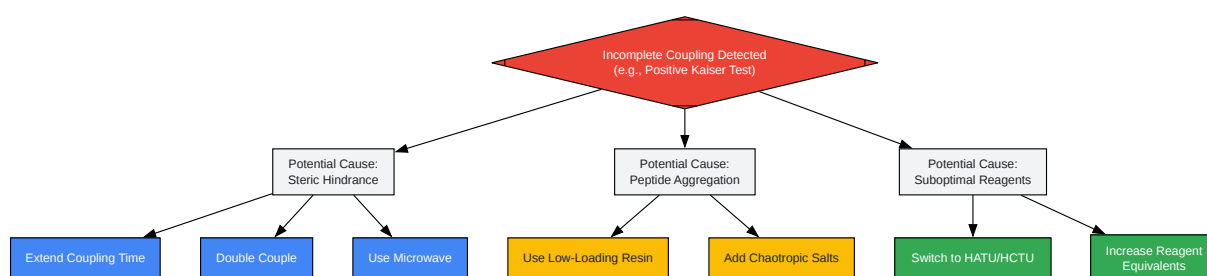 Incomplete Coupling Detected
(e.g., Positive Kaiser Test)
Potential Cause:
Steric Hindrance
Potential Cause:
Peptide Aggregation
Potential Cause:
Suboptimal Reagents
Extend Coupling Time
Double Couple
Use Microwave
Use Low-Loading Resin
Add Chaotropic Salts
Switch to HATU/HCTU
Increase Reagent
Equivalents